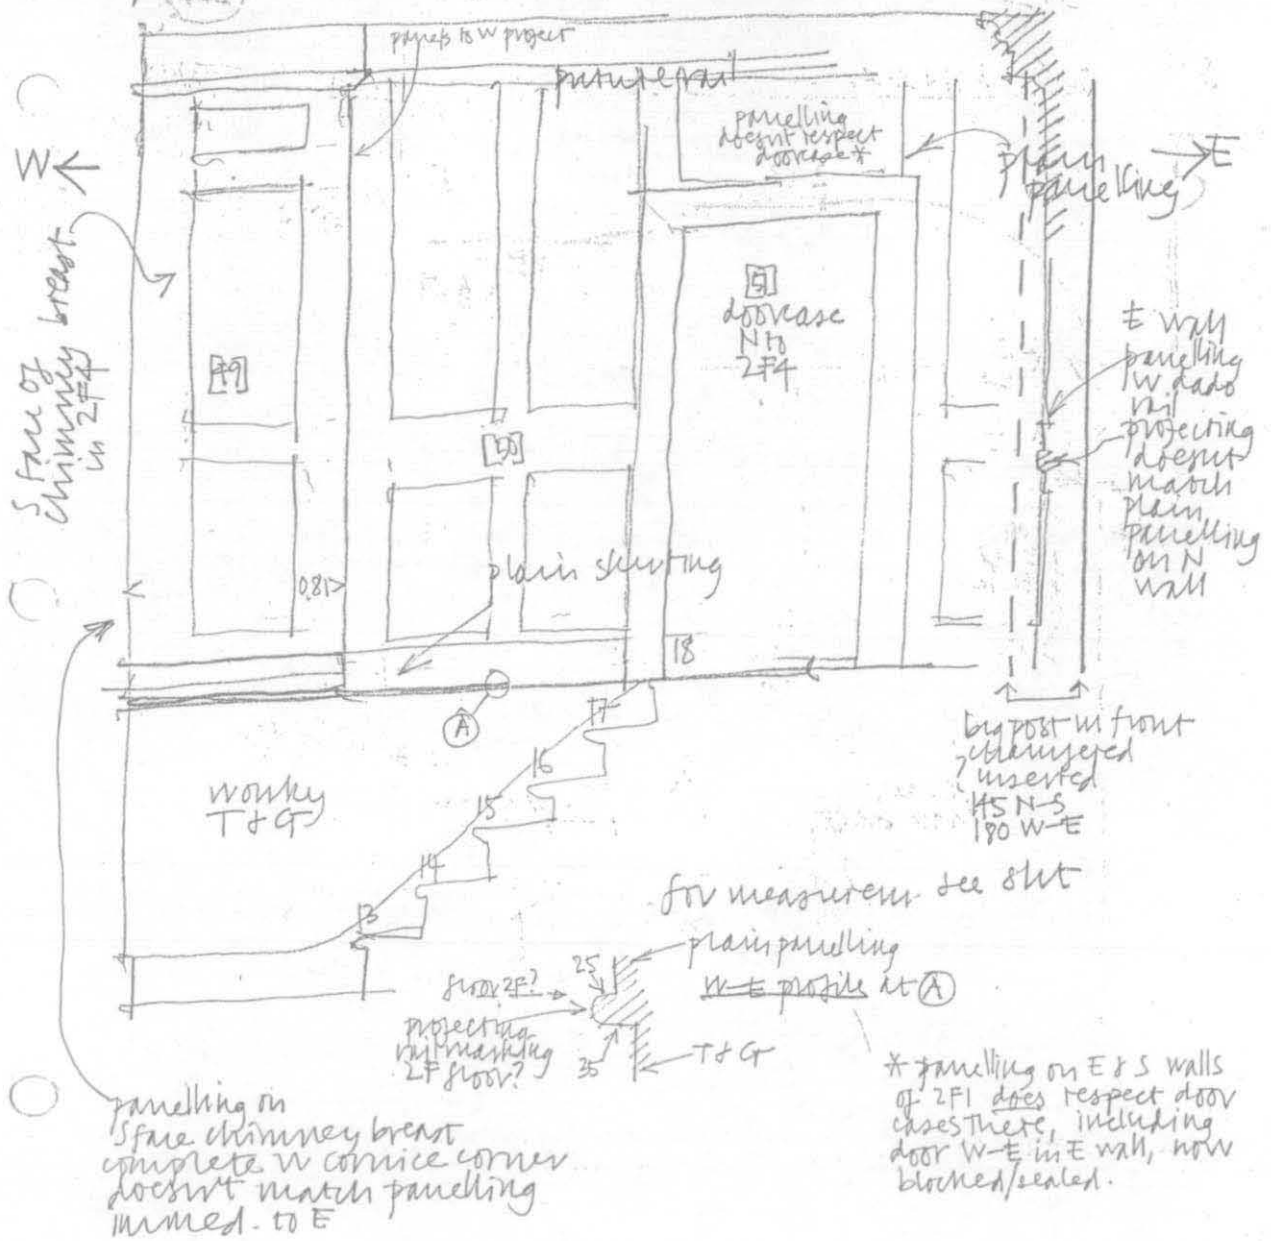 panels to W project
picture rail
panelling
doesn't respect
doorcase*
W
E
plain
panelling
S face of
chimney breast
in 2F4
[49]
[50]
[51]
doorcase
N to
2F4
E wall
panelling
W dado
rail
projecting
doesn't
match
plain
panelling
on N
wall
0.81
plain skirting
18
17
16
15
14
13
A
wonky
T & G
big post in front
chamfered
? inserted
145 N-S
180 W-E
for measurem. see sht
plain panelling
W-E profile at A
25
floor 2F?
projecting
rail marking
2F floor?
35
T & G
panelling on
S face chimney breast
complete W cornice corner
doesn't match panelling
immed. to E
* panelling on E & S walls
of 2F1 does respect door
cases there, including
door W-E in E wall, now
blocked/sealed.